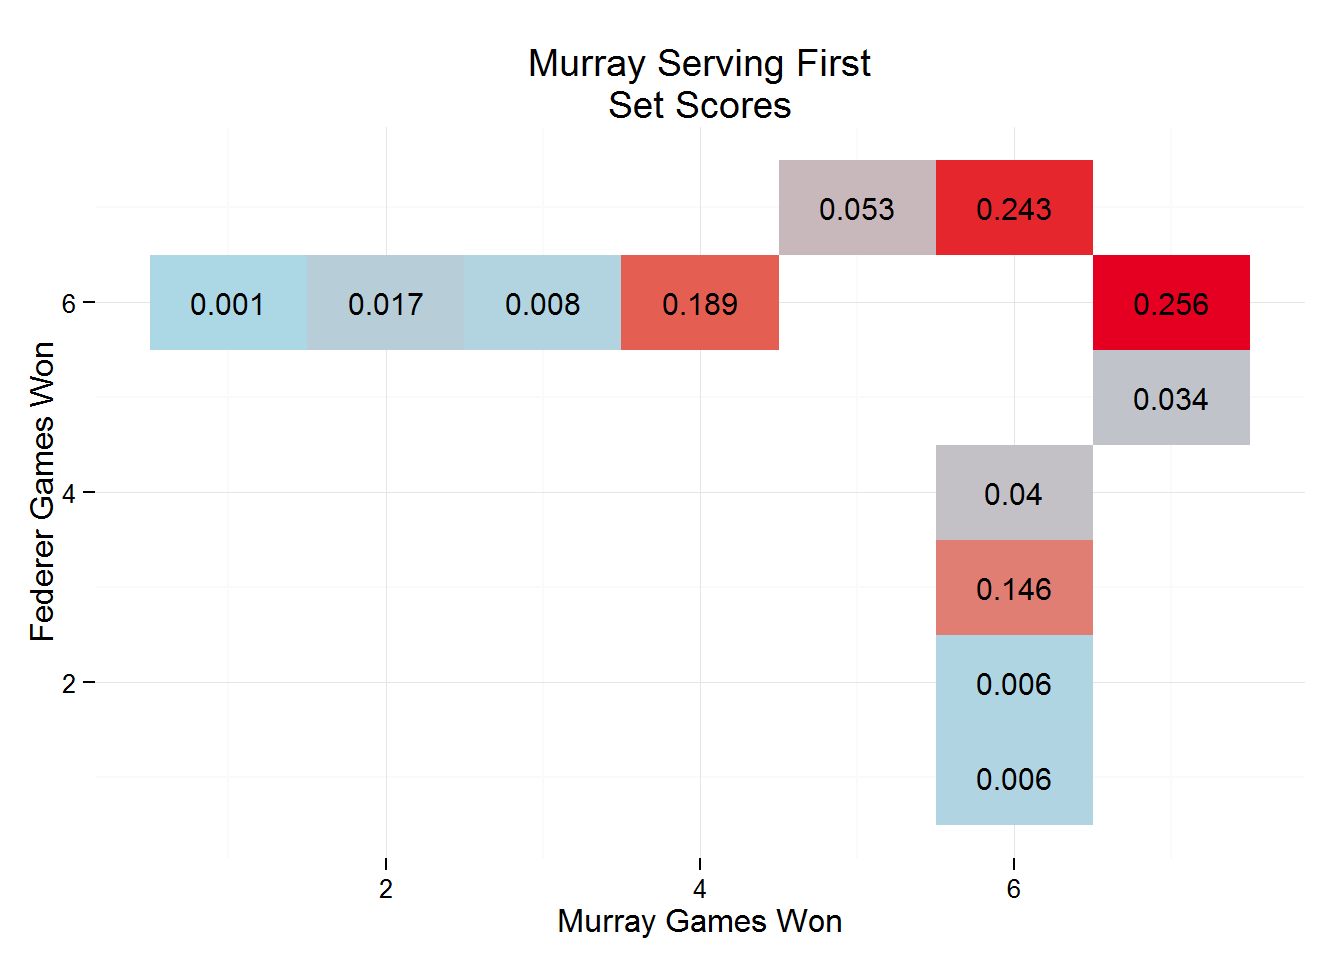 Murray Serving First
Set Scores
0.053 0.243
6 0.001 0.017 0.008 0.189 0.256
0.034
4 0.04
0.146
2 0.006
0.006
2 4 6
Murray Games Won
Federer Games Won